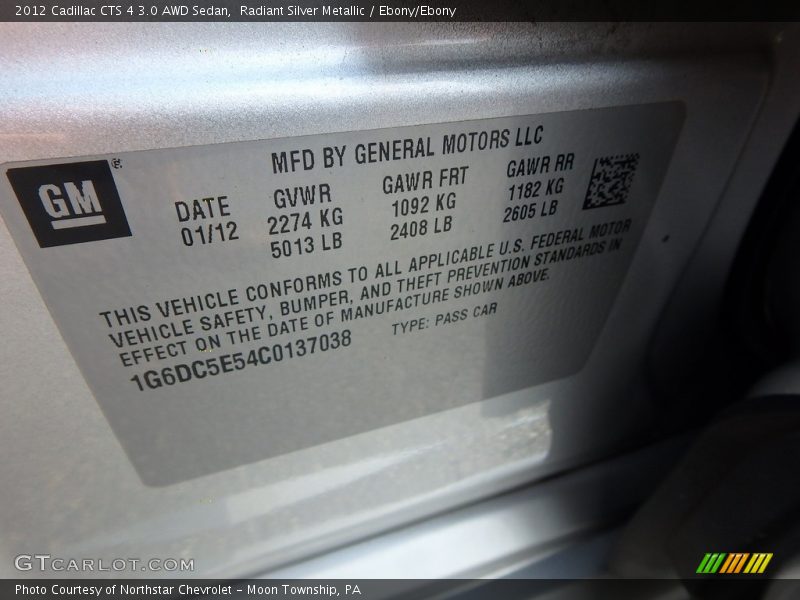 2012 Cadillac CTS 4 3.0 AWD Sedan, Radiant Silver Metallic / Ebony/Ebony
GM
MFD BY GENERAL MOTORS LLC
DATE GVWR GAWR FRT GAWR RR
01/12 2274 KG 1092 KG 1182 KG
5013 LB 2408 LB 2605 LB
THIS VEHICLE CONFORMS TO ALL APPLICABLE U.S. FEDERAL MOTOR
VEHICLE SAFETY, BUMPER, AND THEFT PREVENTION STANDARDS IN
EFFECT ON THE DATE OF MANUFACTURE SHOWN ABOVE.
1G6DC5E54C0137038 TYPE: PASS CAR
GTCARLOT.COM
Photo Courtesy of Northstar Chevrolet - Moon Township, PA